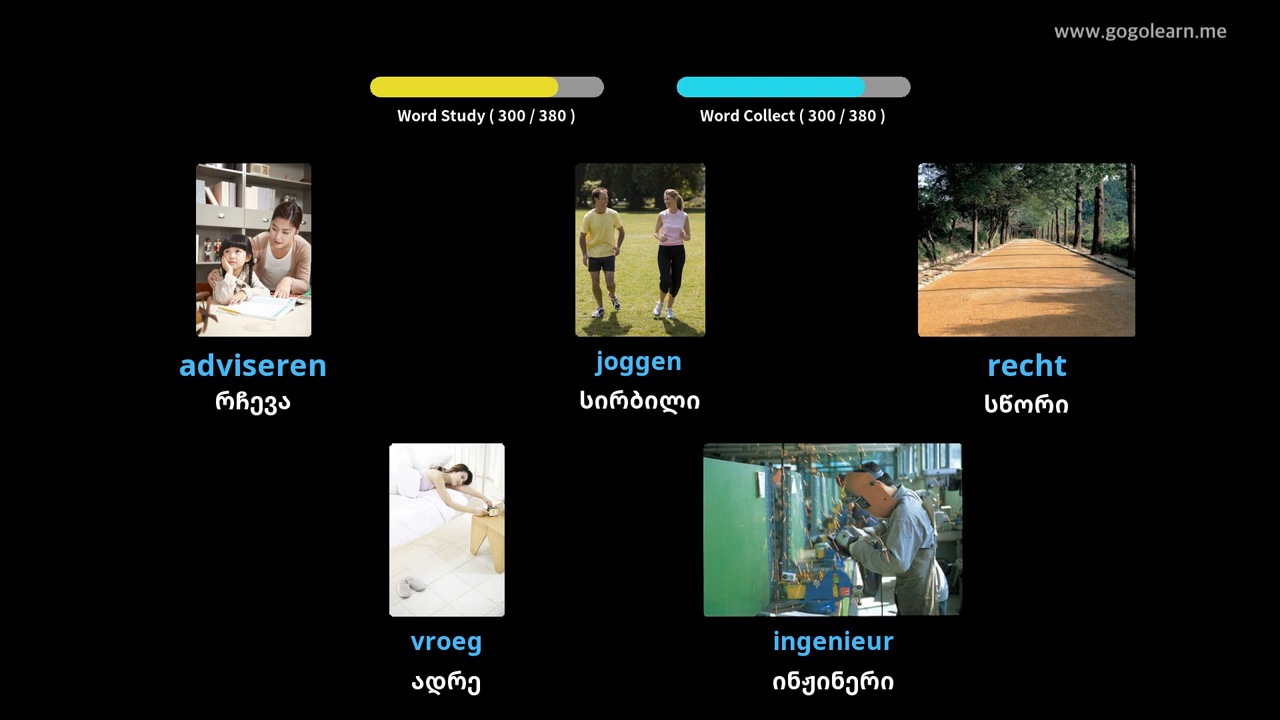 www.gogolearn.me
Word Study ( 300 / 380 )
Word Collect ( 300 / 380 )
adviseren
რჩევა
joggen
სირბილი
recht
სწორი
vroeg
ადრე
ingenieur
ინჟინერი